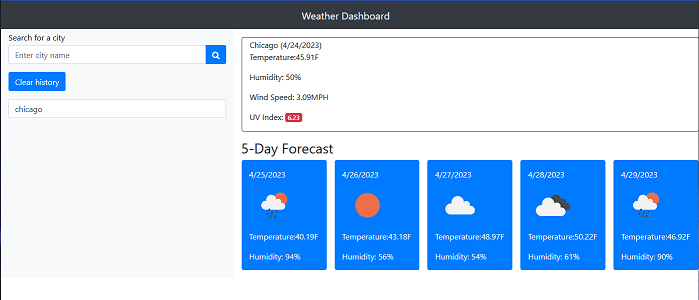 Weather Dashboard
Search for a city
Enter city name
Clear history
chicago
Chicago (4/24/2023)
Temperature:45.91F
Humidity: 50%
Wind Speed: 3.09MPH
UV Index: 6.23
5-Day Forecast
4/25/2023
Temperature:40.19F
Humidity: 94%
4/26/2023
Temperature:43.18F
Humidity: 56%
4/27/2023
Temperature:48.97F
Humidity: 54%
4/28/2023
Temperature:50.22F
Humidity: 61%
4/29/2023
Temperature:46.92F
Humidity: 90%